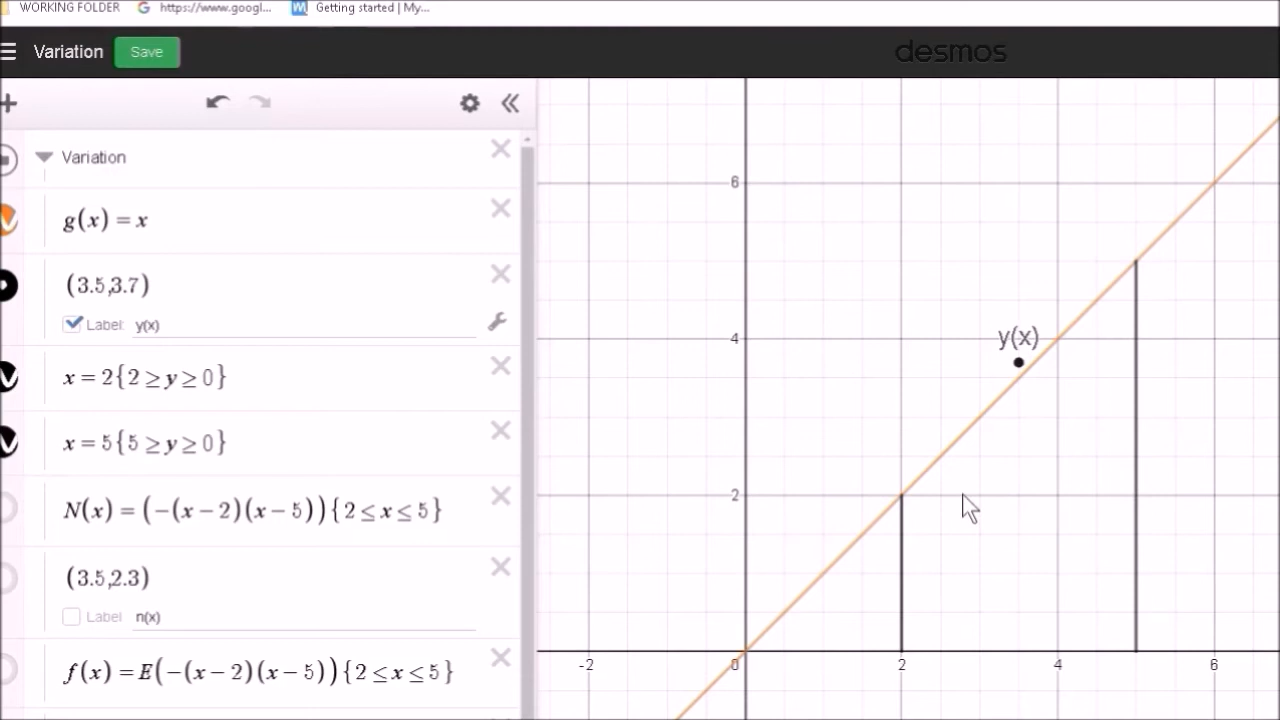 WORKING FOLDER https://www.googl... Getting started | My...
Variation Save desmos
Variation
g(x) = x
(3.5,3.7)
Label: y(x)
x = 2{2 ≥ y ≥ 0}
x = 5{5 ≥ y ≥ 0}
N(x) = (-(x - 2)(x - 5)){2 ≤ x ≤ 5}
(3.5,2.3)
Label n(x)
f(x) = E(-(x - 2)(x - 5)){2 ≤ x ≤ 5}
6
4
y(x)
2
-2 0 2 4 6